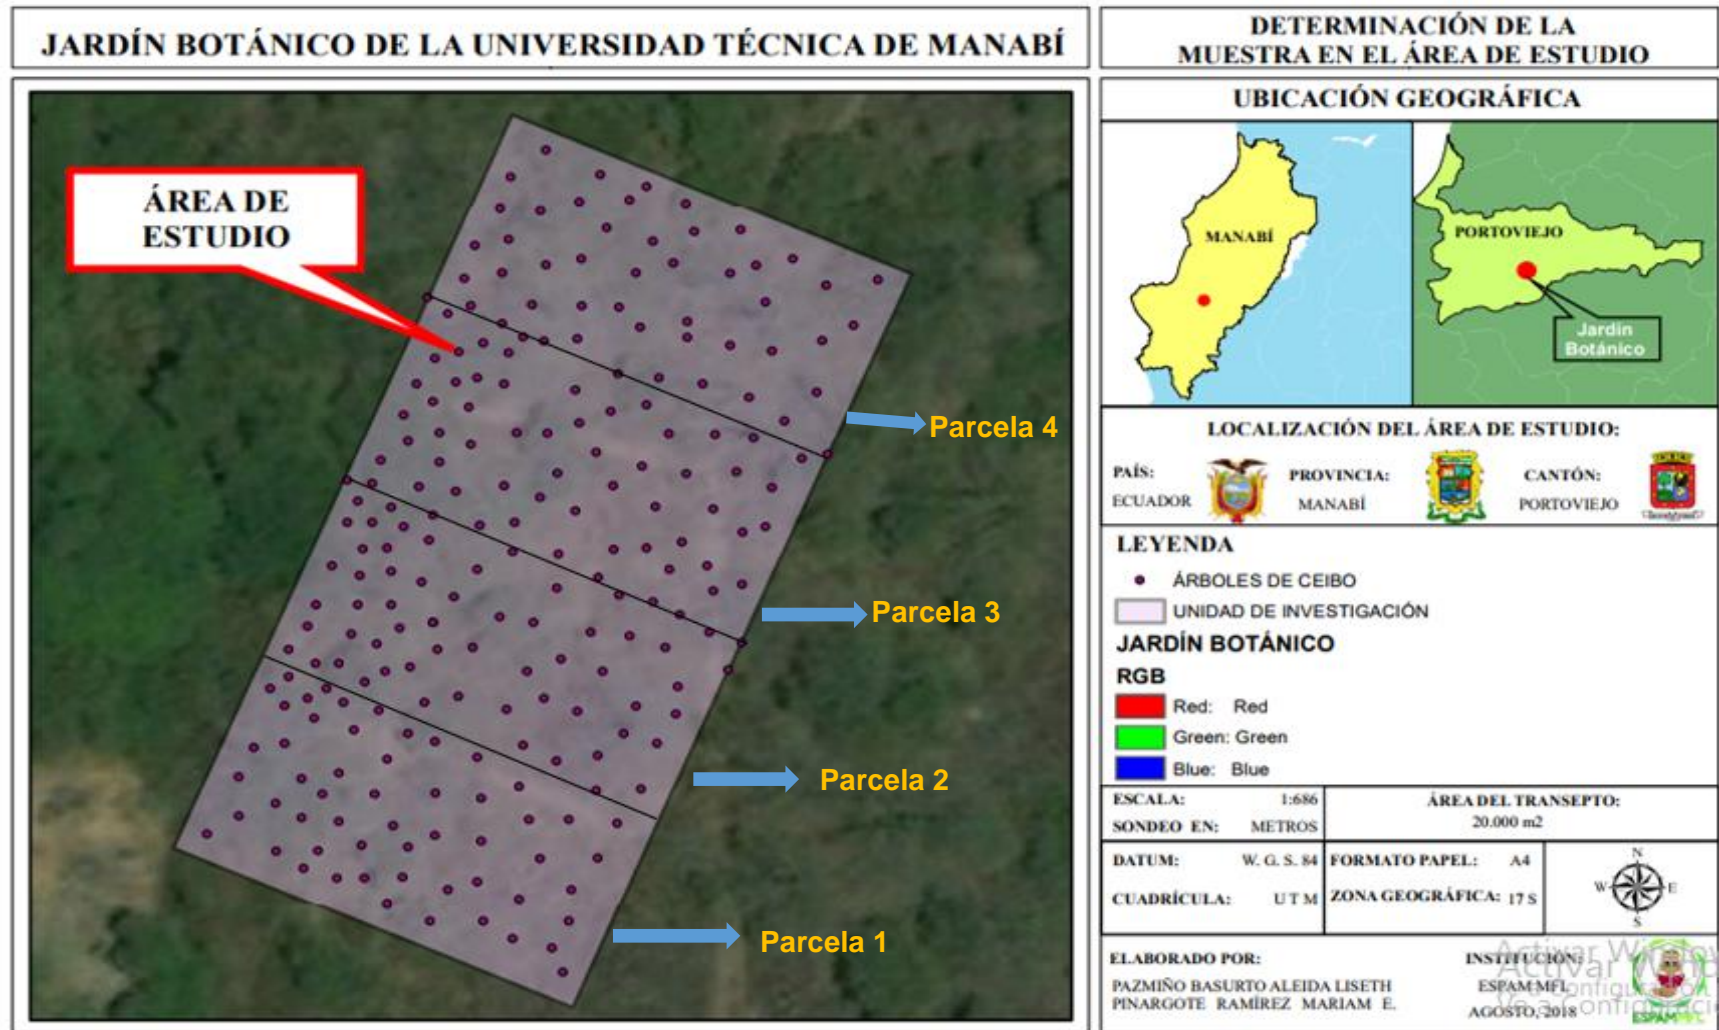 JARDÍN BOTÁNICO DE LA UNIVERSIDAD TÉCNICA DE MANABÍ
ÁREA DE
ESTUDIO
Parcela 4
Parcela 3
Parcela 2
Parcela 1
DETERMINACIÓN DE LA
MUESTRA EN EL ÁREA DE ESTUDIO
UBICACIÓN GEOGRÁFICA
MANABÍ
PORTOVIEJO
Jardín
Botánico
LOCALIZACIÓN DEL ÁREA DE ESTUDIO:
PAÍS:
ECUADOR
PROVINCIA:
MANABÍ
CANTÓN:
PORTOVIEJO
LEYENDA
ÁRBOLES DE CEIBO
UNIDAD DE INVESTIGACIÓN
JARDÍN BOTÁNICO
RGB
Red: Red
Green: Green
Blue: Blue
ESCALA: 1:686
SONDEO EN: METROS
ÁREA DEL TRANSEPTO:
20.000 m2
DATUM: W. G. S. 84
CUADRÍCULA: U T M
FORMATO PAPEL: A4
ZONA GEOGRÁFICA: 17 S
N
W E
S
ELABORADO POR:
PAZMIÑO BASURTO ALEIDA LISETH
PINARGOTE RAMÍREZ MARIAM E.
INSTITUCIÓN:
ESPAM MFL
AGOSTO, 2018
Activar Windows
ESPAM